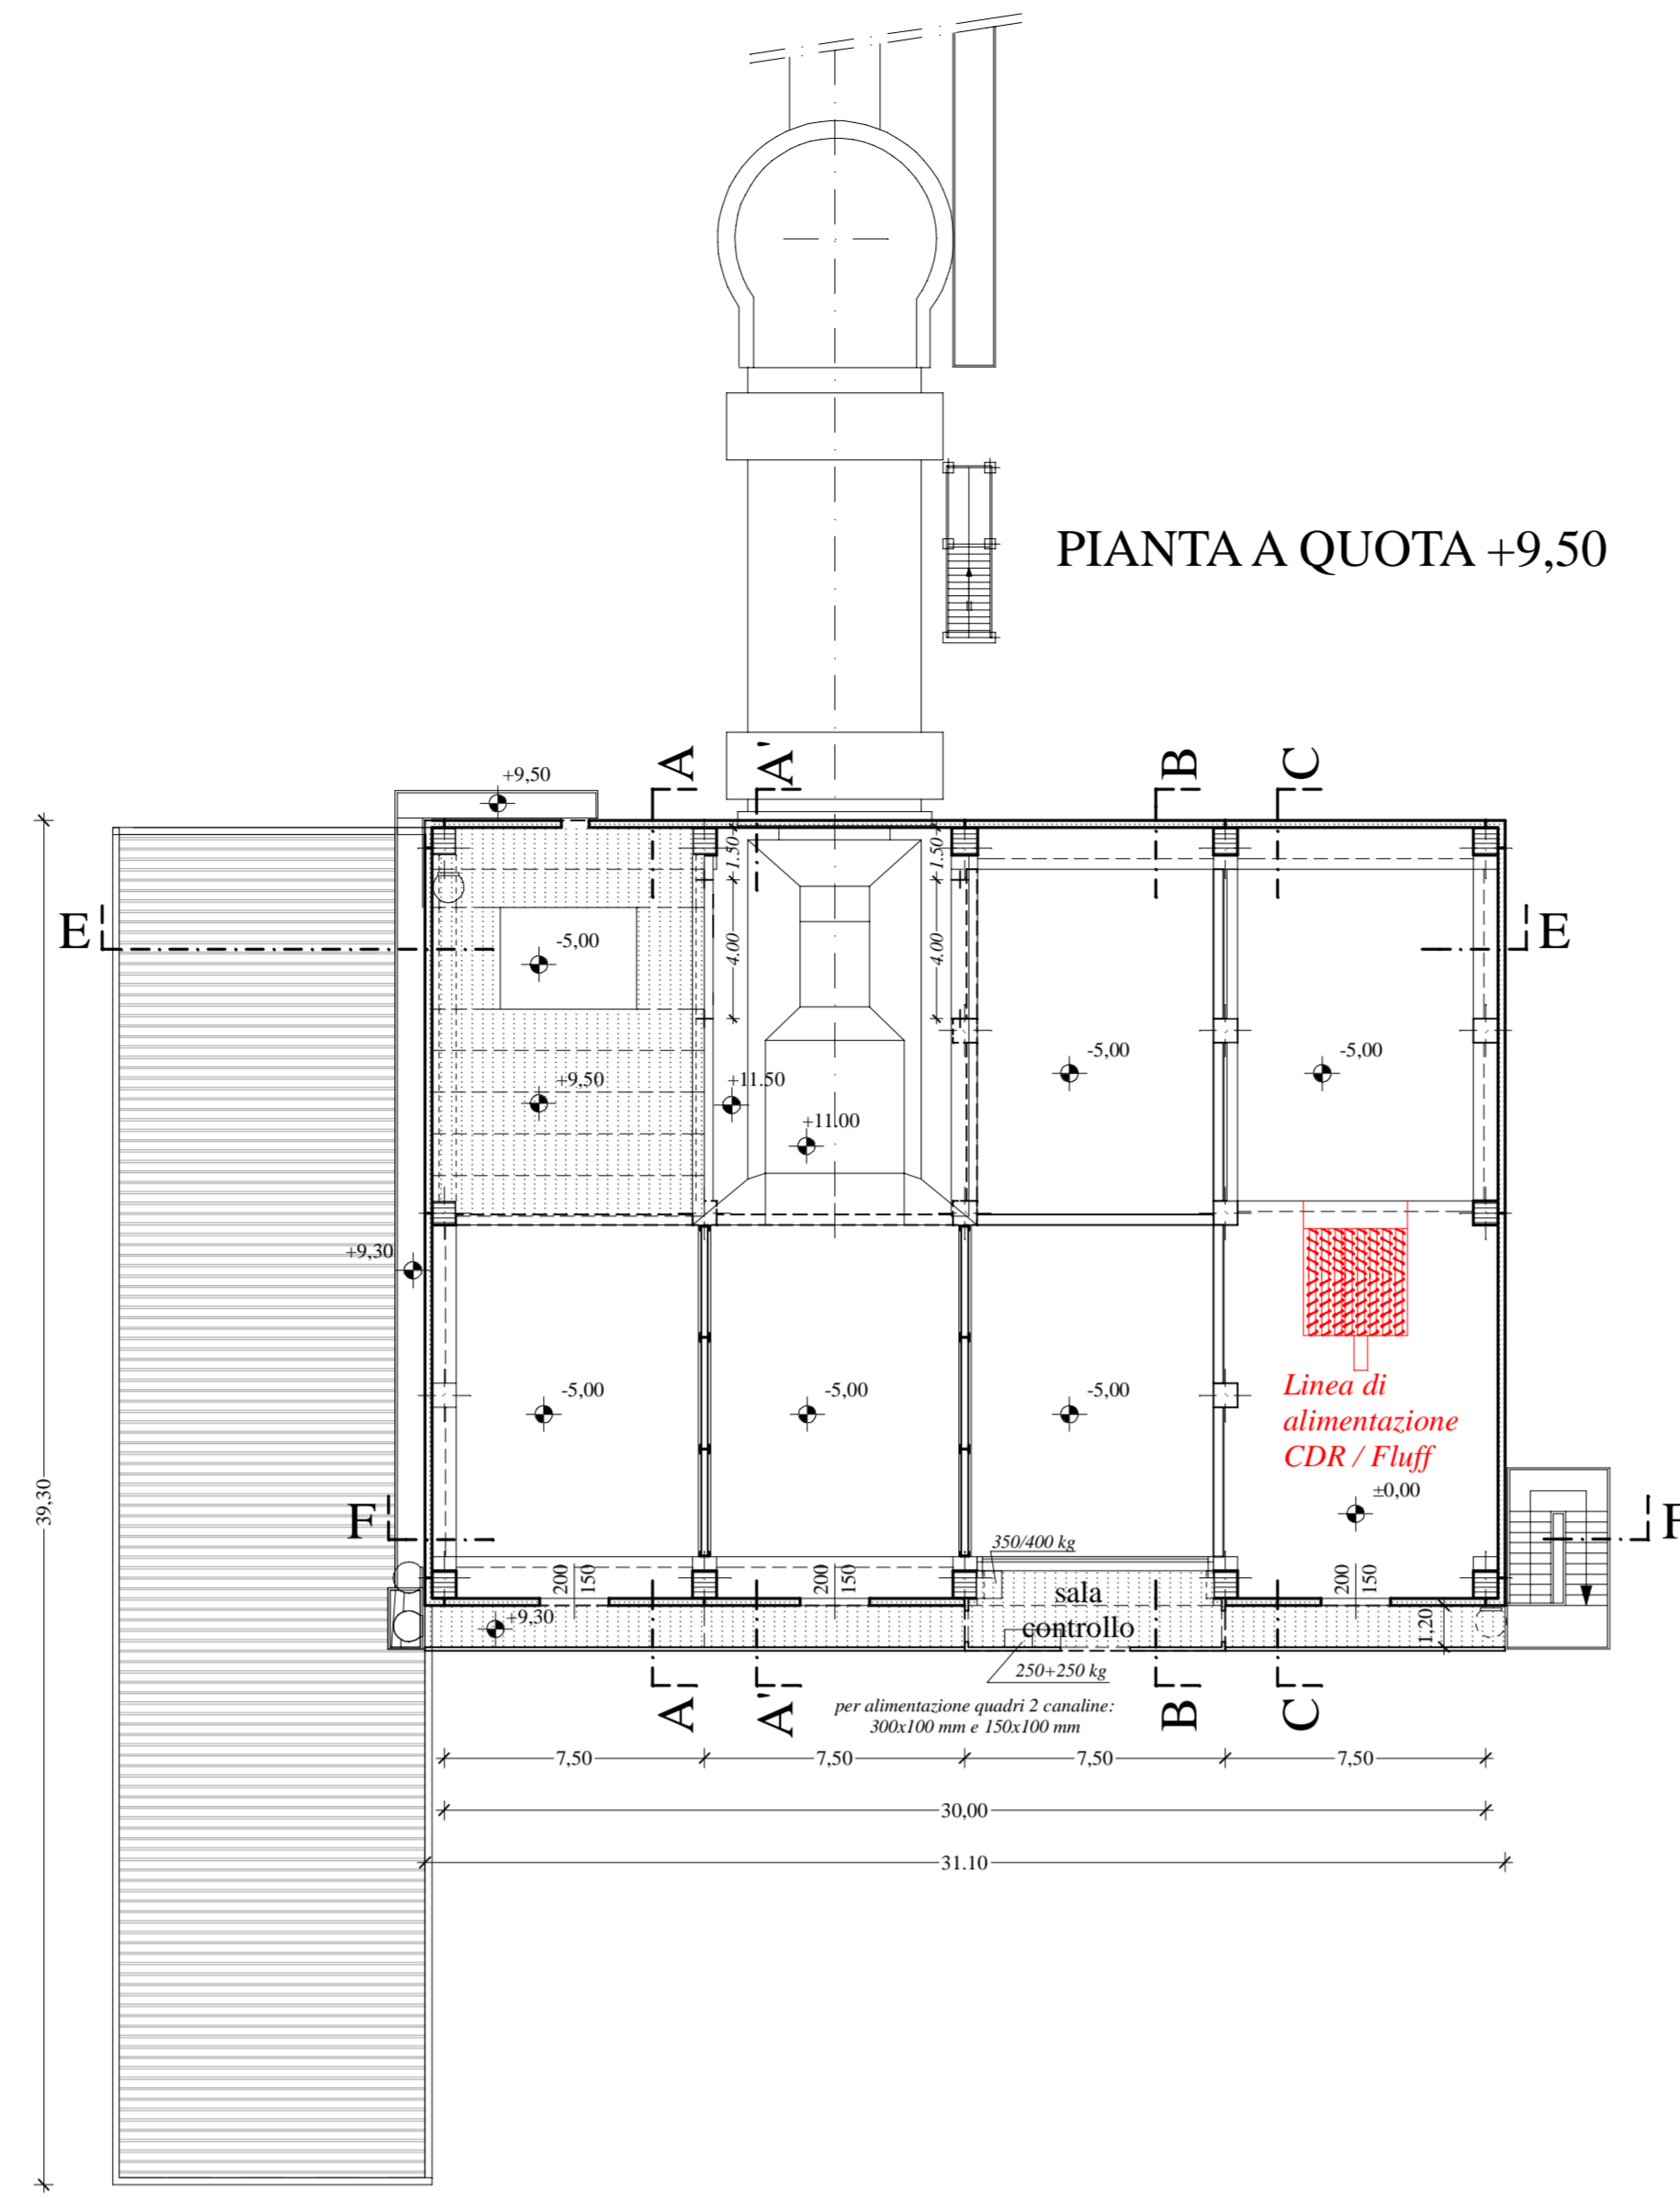 PIANTA A QUOTA +9,50
A
A'
B
C
+9,50
1.50
1.50
E
E
-5,00
4.00
4.00
-5,00
-5,00
+9,50
+11.50
+11.00
+9,30
-5,00
-5,00
-5,00
Linea di
alimentazione
CDR / Fluff
±0,00
39,30
F
F
350/400 kg
200
150
200
150
200
150
sala
controllo
+9,30
1,20
250+250 kg
A
A'
B
C
per alimentazione quadri 2 canaline:
300x100 mm e 150x100 mm
7,50
7,50
7,50
7,50
30,00
31.10